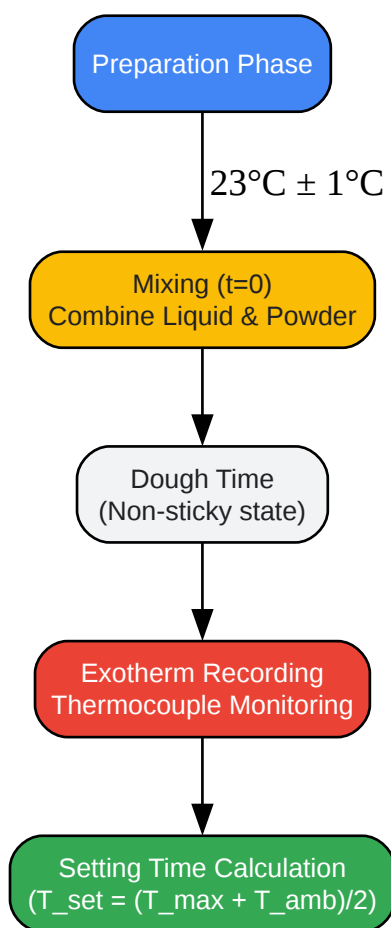 Preparation Phase
23°C ± 1°C
Mixing (t=0)
Combine Liquid & Powder
Dough Time
(Non-sticky state)
Exotherm Recording
Thermocouple Monitoring
Setting Time Calculation
(T_set = (T_max + T_amb)/2)